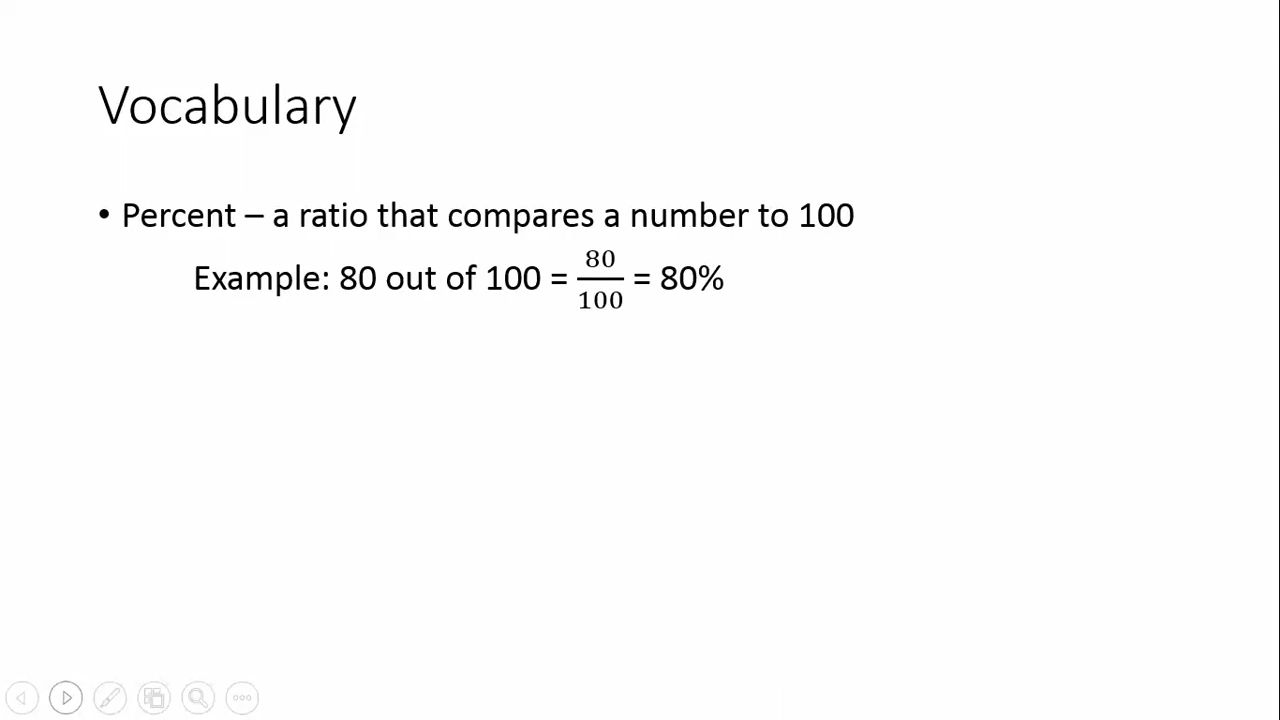 Vocabulary
• Percent – a ratio that compares a number to 100
Example: 80 out of 100 = 80/100 = 80%